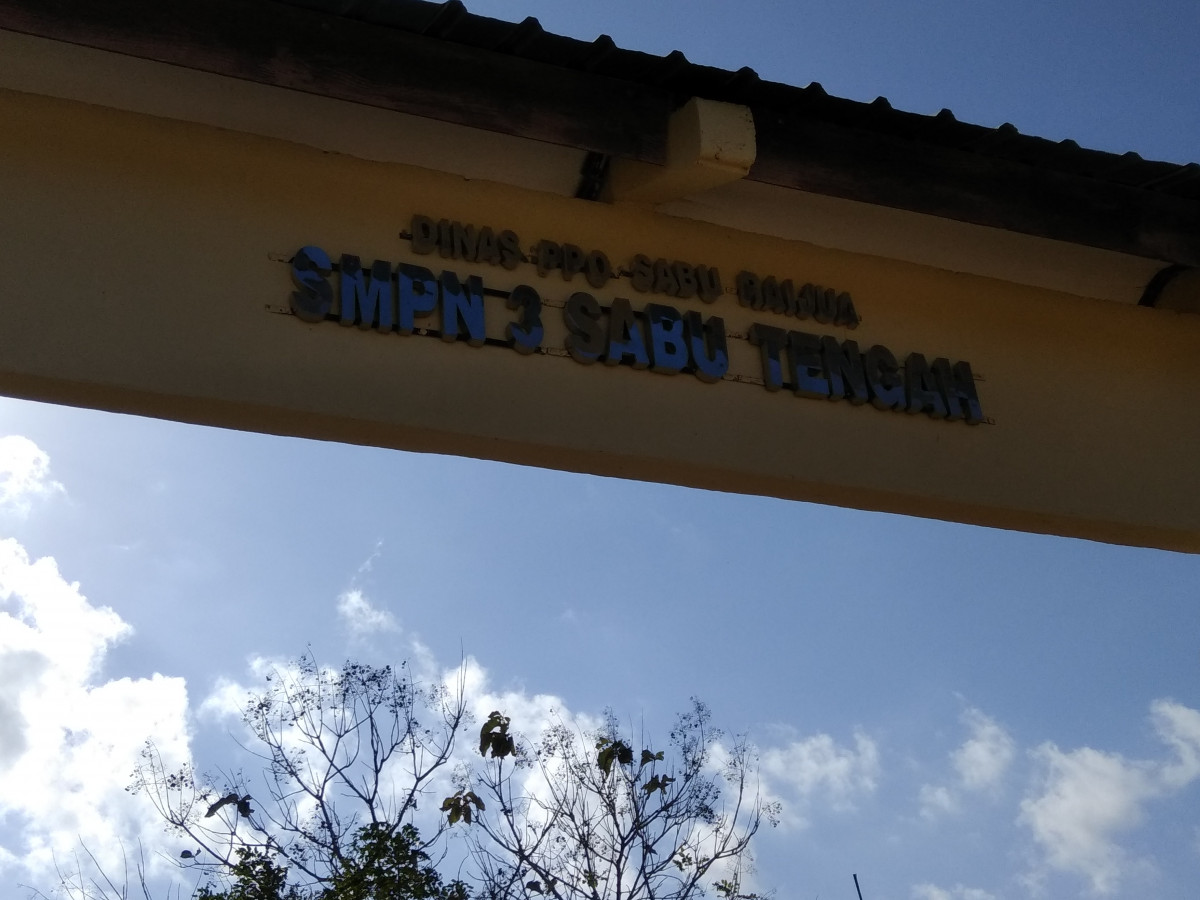 DINAS PPO SABU RAIJUA
SMPN 3 SABU TENGAH